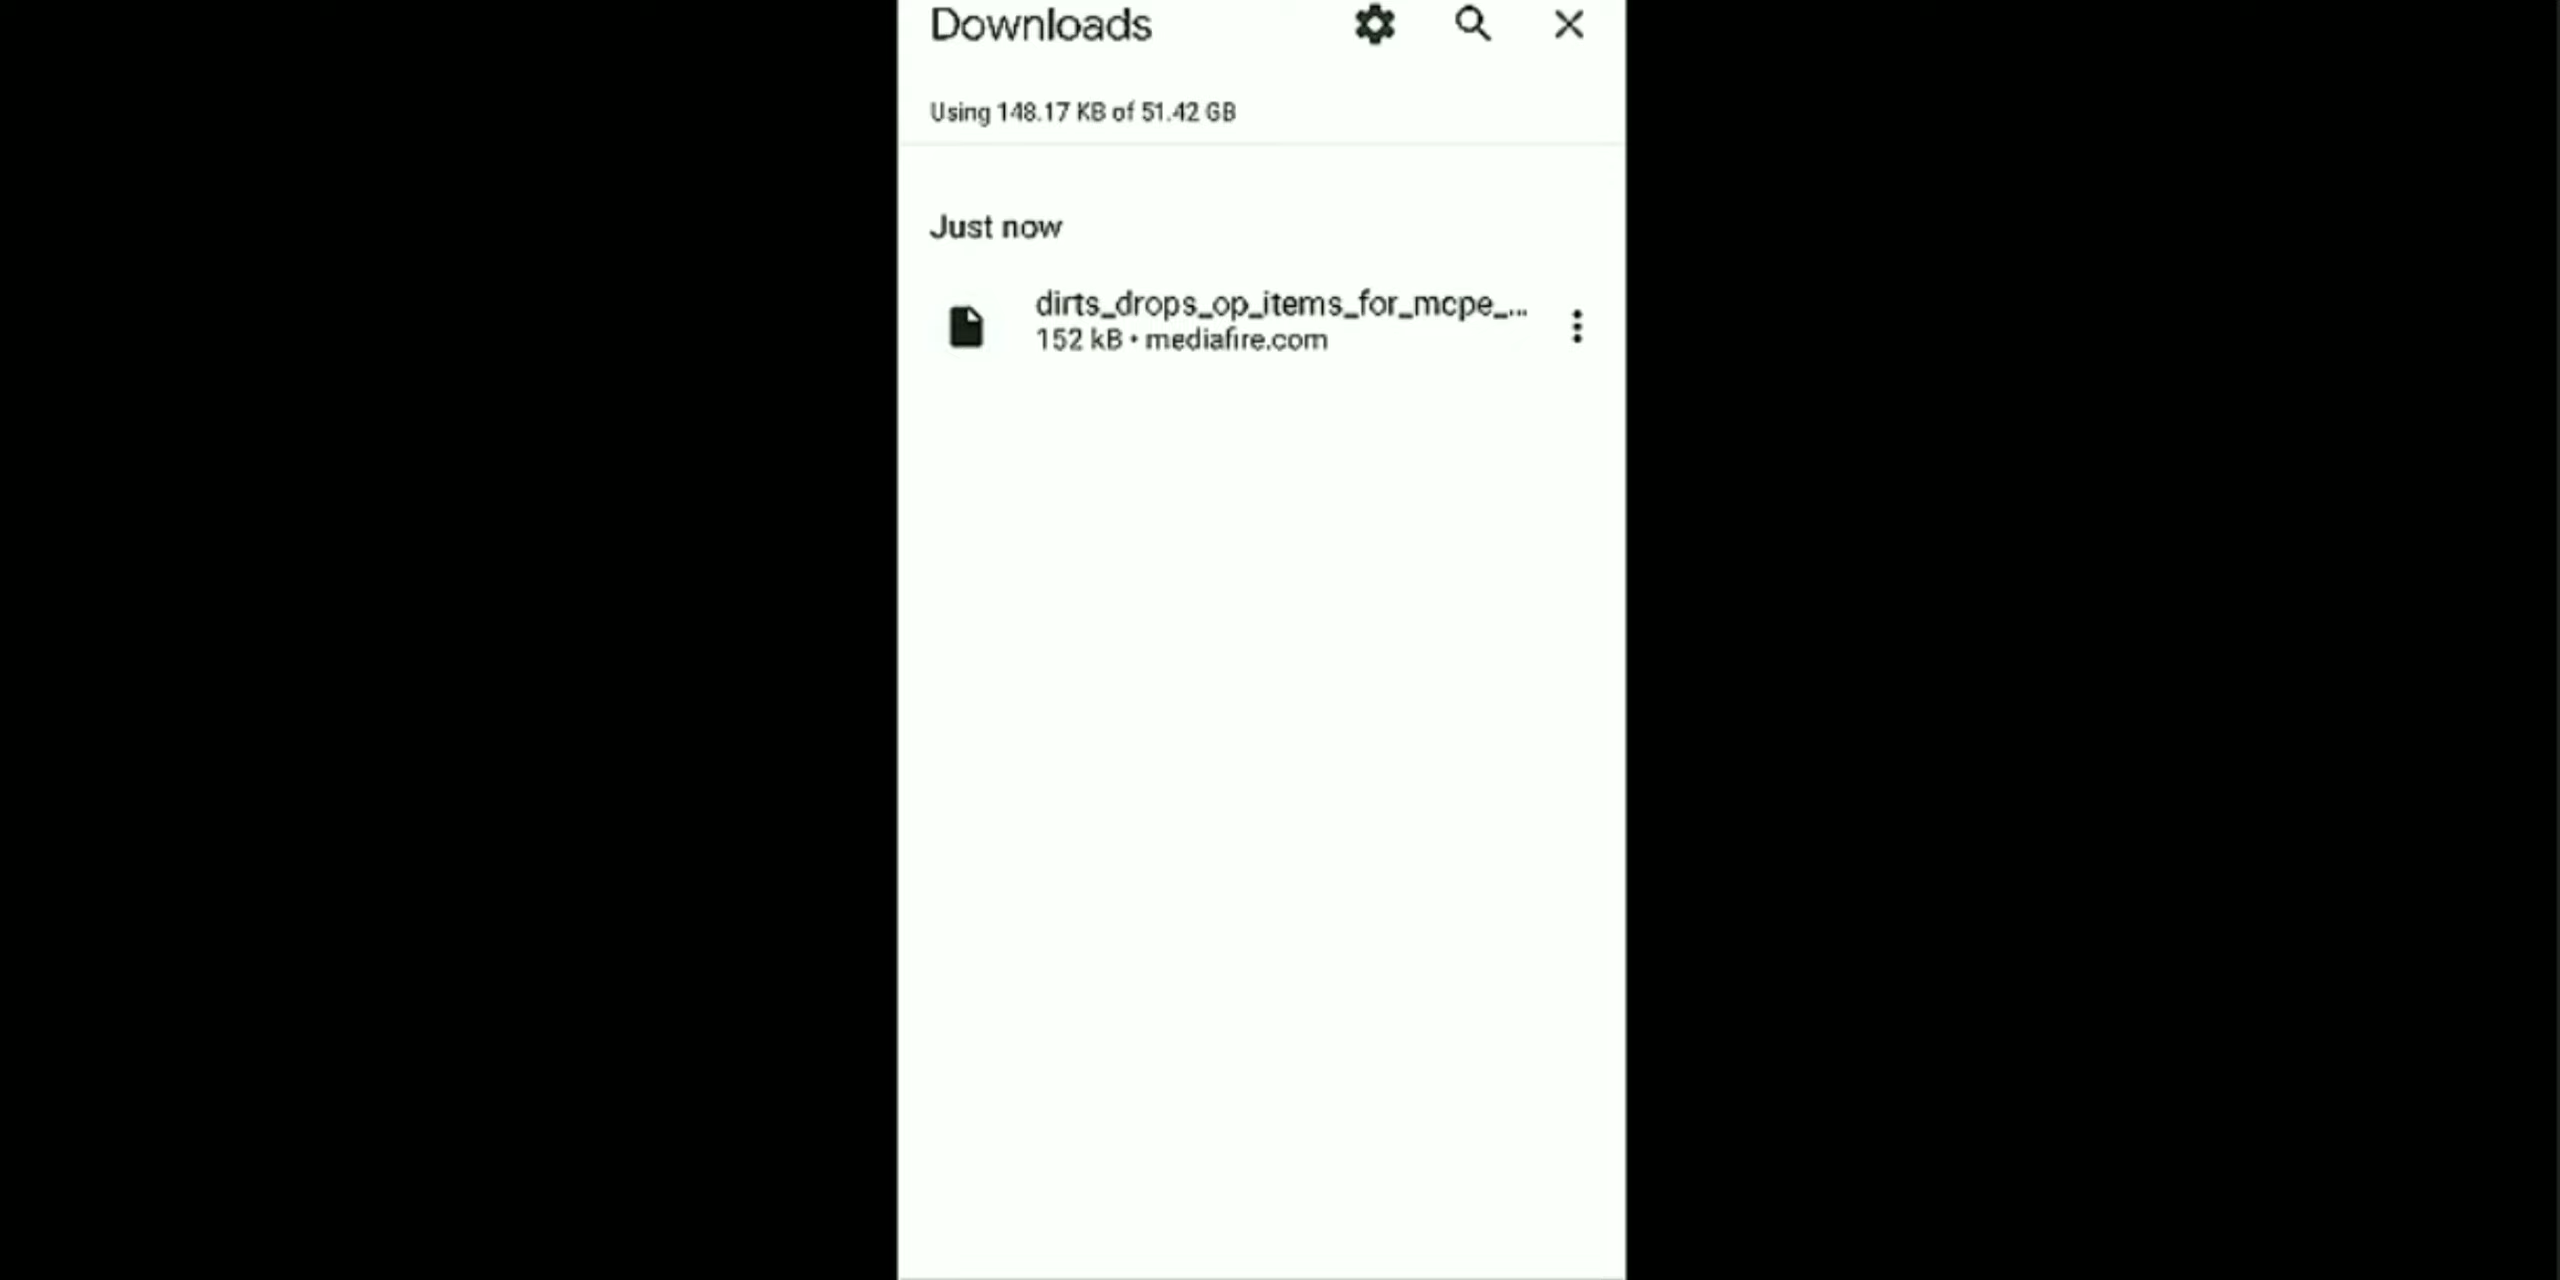 Downloads
Using 148.17 KB of 51.42 GB
Just now
dirts_drops_op_items_for_mcpe_...
152 kB • mediafire.com